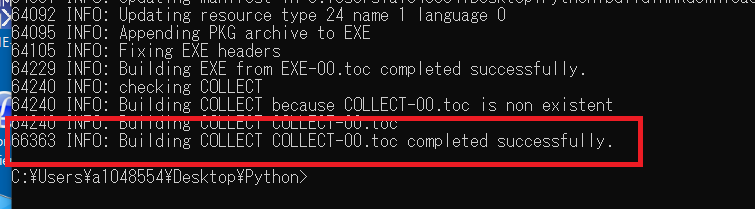 64092 INFO: Updating resource type 24 name 1 language 0
64095 INFO: Appending PKG archive to EXE
64105 INFO: Fixing EXE headers
64229 INFO: Building EXE from EXE-00.toc completed successfully.
64240 INFO: checking COLLECT
64240 INFO: Building COLLECT because COLLECT-00.toc is non existent
64240 INFO: Building COLLECT COLLECT-00.toc
66363 INFO: Building COLLECT COLLECT-00.toc completed successfully.
C:¥Users¥a1048554¥Desktop¥Python>